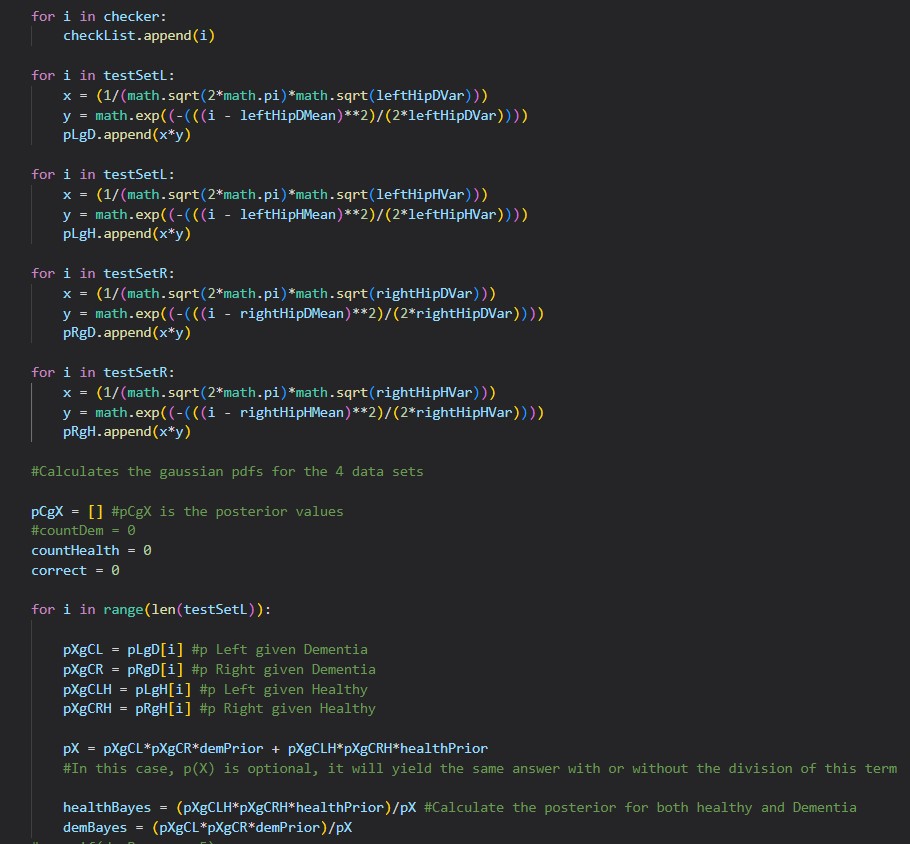 for i in checker:
    checkList.append(i)

for i in testSetL:
    x = (1/(math.sqrt(2*math.pi)*math.sqrt(leftHipDVar)))
    y = math.exp((-(((i - leftHipDMean)**2)/(2*leftHipDVar))))
    pLgD.append(x*y)

for i in testSetL:
    x = (1/(math.sqrt(2*math.pi)*math.sqrt(leftHipHVar)))
    y = math.exp((-(((i - leftHipHMean)**2)/(2*leftHipHVar))))
    pLgH.append(x*y)

for i in testSetR:
    x = (1/(math.sqrt(2*math.pi)*math.sqrt(rightHipDVar)))
    y = math.exp((-(((i - rightHipDMean)**2)/(2*rightHipDVar))))
    pRgD.append(x*y)

for i in testSetR:
    x = (1/(math.sqrt(2*math.pi)*math.sqrt(rightHipHVar)))
    y = math.exp((-(((i - rightHipHMean)**2)/(2*rightHipHVar))))
    pRgH.append(x*y)

#Calculates the gaussian pdfs for the 4 data sets

pCgX = [] #pCgX is the posterior values
#countDem = 0
countHealth = 0
correct = 0

for i in range(len(testSetL)):

    pXgCL = pLgD[i] #p Left given Dementia
    pXgCR = pRgD[i] #p Right given Dementia
    pXgCLH = pLgH[i] #p Left given Healthy
    pXgCRH = pRgH[i] #p Right given Healthy

    pX = pXgCL*pXgCR*demPrior + pXgCLH*pXgCRH*healthPrior
    #In this case, p(X) is optional, it will yield the same answer with or without the division of this term

    healthBayes = (pXgCLH*pXgCRH*healthPrior)/pX #Calculate the posterior for both healthy and Dementia
    demBayes = (pXgCL*pXgCR*demPrior)/pX